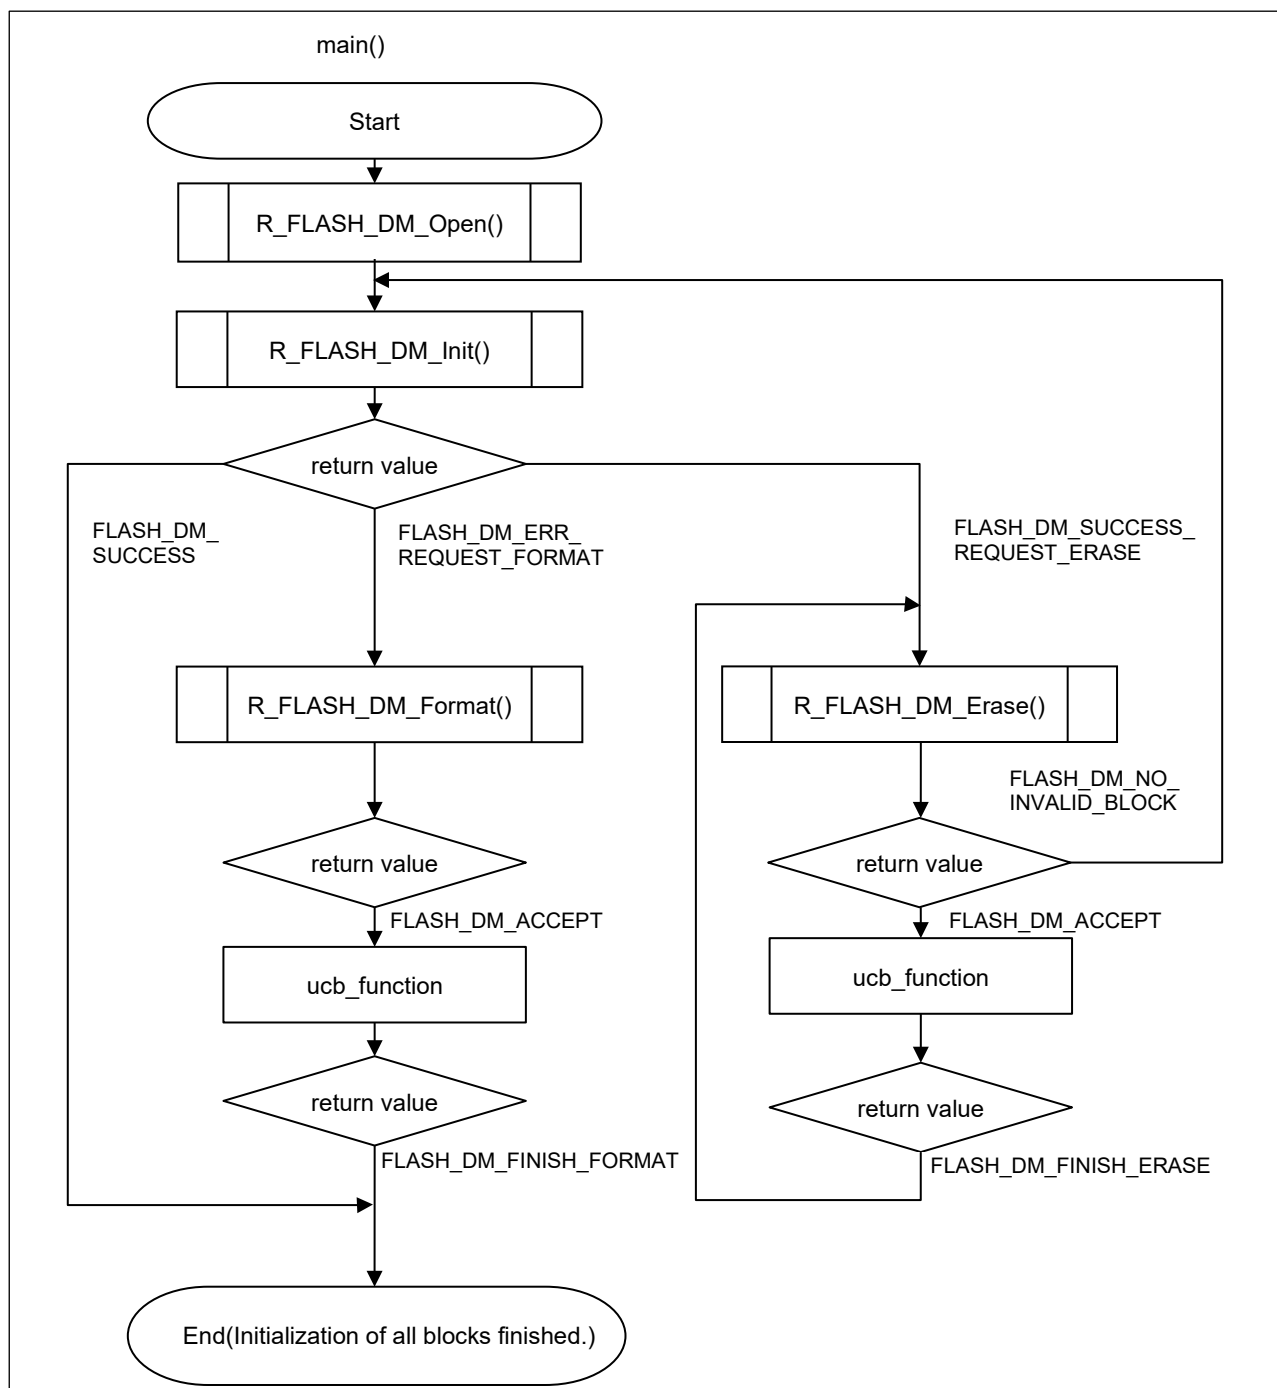 main()
Start
R_FLASH_DM_Open()
R_FLASH_DM_Init()
return value
FLASH_DM_
SUCCESS
FLASH_DM_ERR_
REQUEST_FORMAT
FLASH_DM_SUCCESS_
REQUEST_ERASE
R_FLASH_DM_Format()
R_FLASH_DM_Erase()
FLASH_DM_NO_
INVALID_BLOCK
return value
return value
FLASH_DM_ACCEPT
FLASH_DM_ACCEPT
ucb_function
ucb_function
return value
return value
FLASH_DM_FINISH_FORMAT
FLASH_DM_FINISH_ERASE
End(Initialization of all blocks finished.)